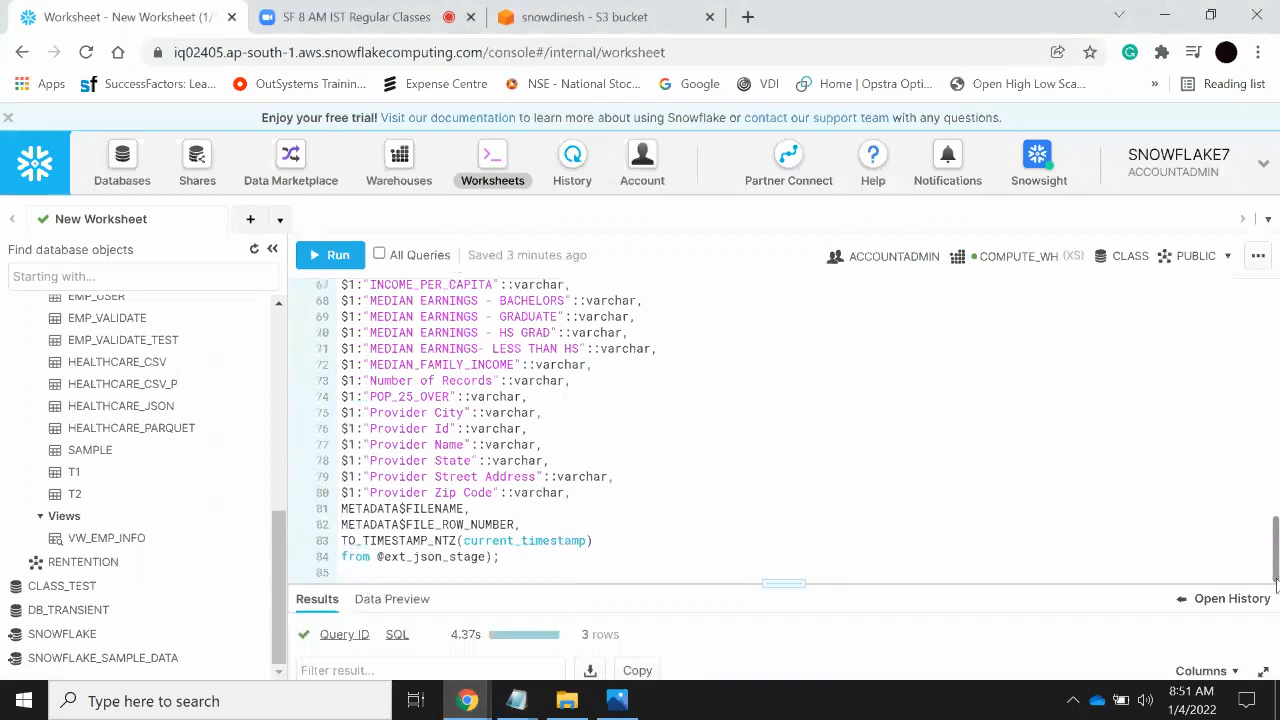 Worksheet - New Worksheet (1/
SF 8 AM IST Regular Classes
snowdinesh - S3 bucket
iq02405.ap-south-1.aws.snowflakecomputing.com/console#/internal/worksheet
Apps
SuccessFactors: Lea...
OutSystems Training...
Expense Centre
NSE - National Stoc...
Google
VDI
Home | Opstra Opti...
Open High Low Sca...
»
Reading list
Enjoy your free trial! Visit our documentation to learn more about using Snowflake or contact our support team with any questions.
Databases
Shares
Data Marketplace
Warehouses
Worksheets
History
Account
Partner Connect
Help
Notifications
Snowsight
SNOWFLAKE7
ACCOUNTADMIN
New Worksheet
Find database objects
Starting with...
EMP_USER
EMP_VALIDATE
EMP_VALIDATE_TEST
HEALTHCARE_CSV
HEALTHCARE_CSV_P
HEALTHCARE_JSON
HEALTHCARE_PARQUET
SAMPLE
T1
T2
Views
VW_EMP_INFO
RENTENTION
CLASS_TEST
DB_TRANSIENT
SNOWFLAKE
SNOWFLAKE_SAMPLE_DATA
Run
All Queries
Saved 3 minutes ago
ACCOUNTADMIN
COMPUTE_WH (XS)
CLASS
PUBLIC
67 $1:"INCOME_PER_CAPITA"::varchar,
68 $1:"MEDIAN EARNINGS - BACHELORS"::varchar,
69 $1:"MEDIAN EARNINGS - GRADUATE"::varchar,
70 $1:"MEDIAN EARNINGS - HS GRAD"::varchar,
71 $1:"MEDIAN EARNINGS- LESS THAN HS"::varchar,
72 $1:"MEDIAN_FAMILY_INCOME"::varchar,
73 $1:"Number of Records"::varchar,
74 $1:"POP_25_OVER"::varchar,
75 $1:"Provider City"::varchar,
76 $1:"Provider Id"::varchar,
77 $1:"Provider Name"::varchar,
78 $1:"Provider State"::varchar,
79 $1:"Provider Street Address"::varchar,
80 $1:"Provider Zip Code"::varchar,
81 METADATA$FILENAME,
82 METADATA$FILE_ROW_NUMBER,
83 TO_TIMESTAMP_NTZ(current_timestamp)
84 from @ext_json_stage);
85
Results
Data Preview
Open History
Query ID
SQL
4.37s
3 rows
Filter result...
Copy
Columns
Type here to search
8:51 AM
1/4/2022